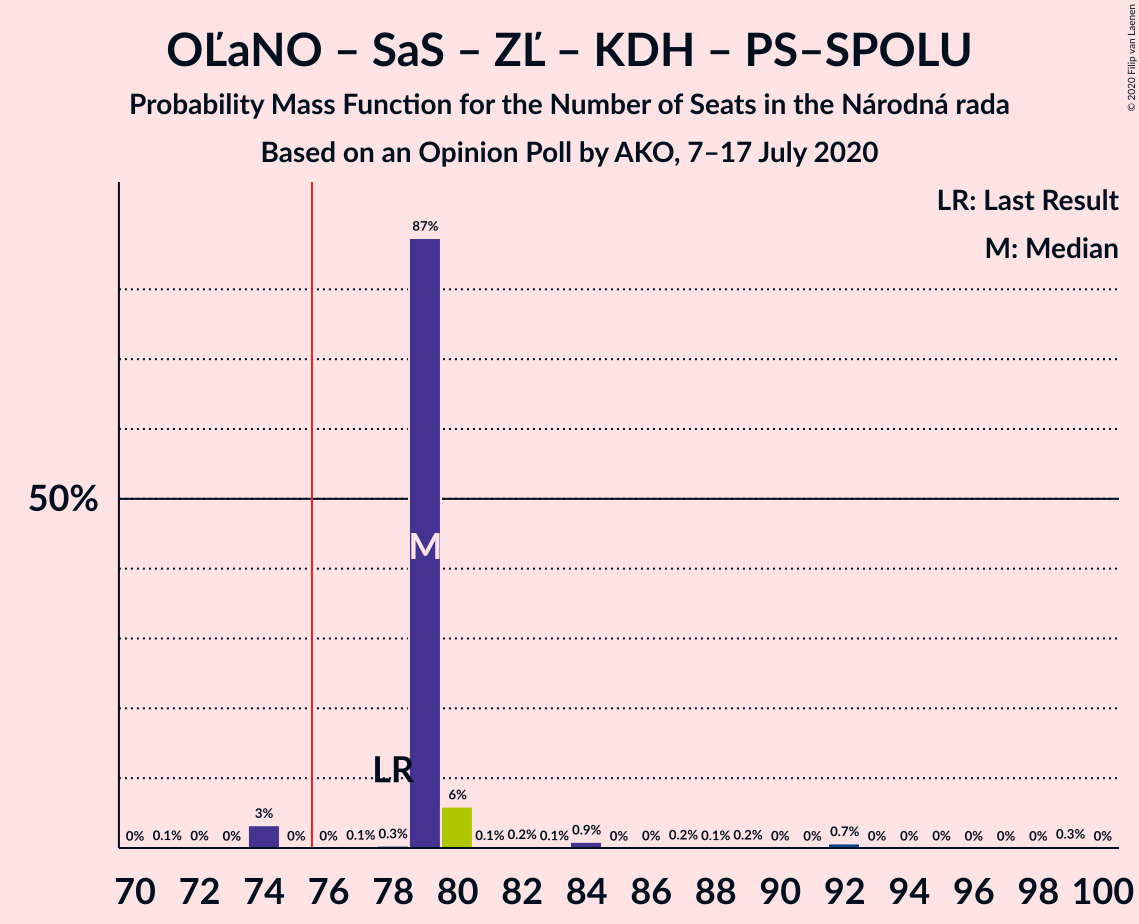 OĽaNO – SaS – ZĽ – KDH – PS–SPOLU
Probability Mass Function for the Number of Seats in the Národná rada
Based on an Opinion Poll by AKO, 7–17 July 2020
© 2020 Filip van Laenen
LR: Last Result
M: Median
87%
50%
M
LR
6%
3%
0% 0.1% 0% 0% 0% 0% 0.1% 0.3% 0.1% 0.2% 0.1% 0.9% 0% 0% 0.2% 0.1% 0.2% 0% 0% 0.7% 0% 0% 0% 0% 0% 0% 0.3% 0%
70 72 74 76 78 80 82 84 86 88 90 92 94 96 98 100